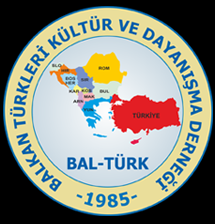 BALKAN TÜRKLERİ KÜLTÜR VE DAYANIŞMA DERNEĞİ
SLO.
ROM
BOS
HER
SIR
KAR
KOS
BUL
MAK
ARN
TÜRKİYE
BAL-TÜRK
-1985-